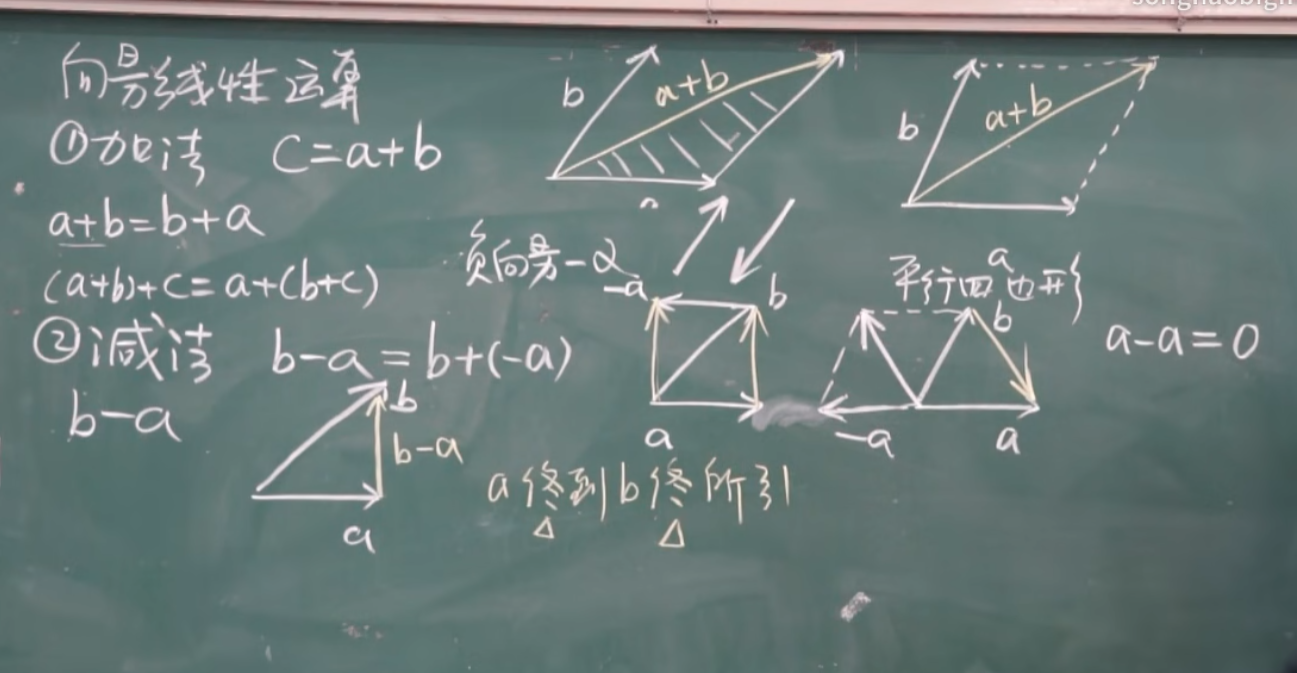 向量线性运算
①加法 c=a+b
a+b=b+a
(a+b)+c=a+(b+c)
②减法 b-a=b+(-a)
b-a
b
b-a
a
b
a+b
a
负向量-α
-a
b
a
a终到b终所引
b
a+b
a
平行四边形
b
-a
a
a-a=0